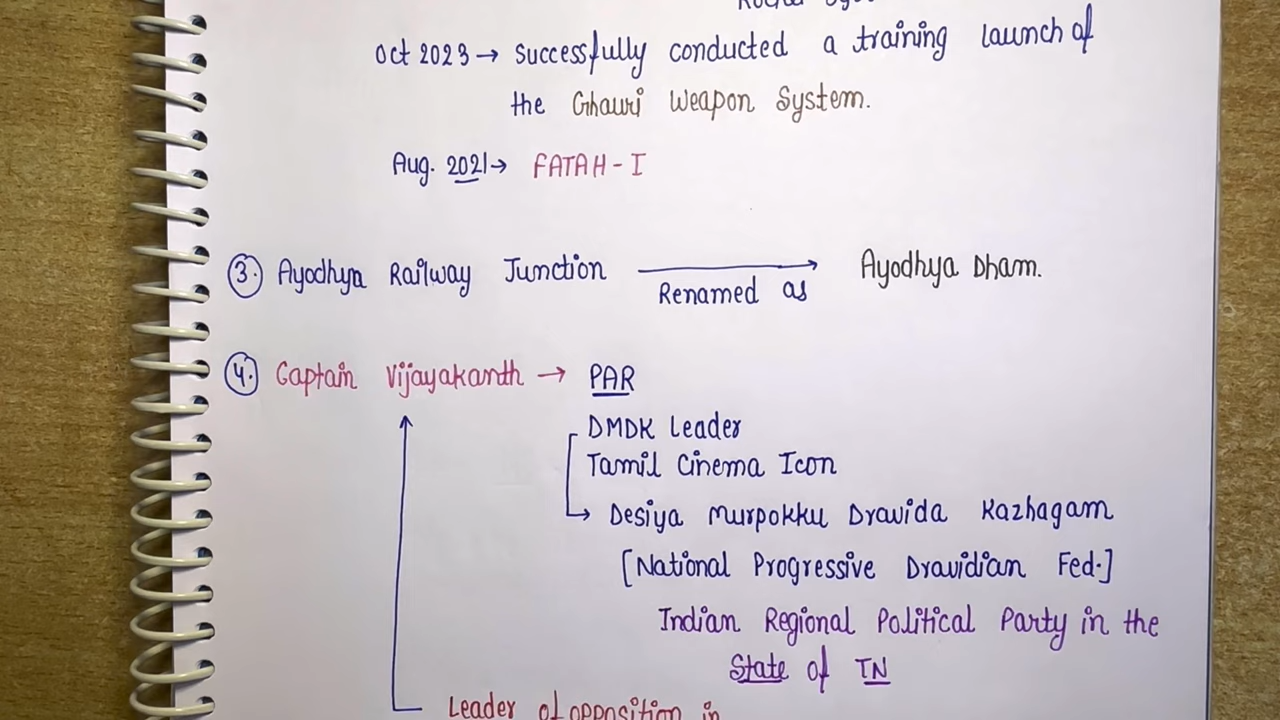 Oct 2023 → Successfully conducted a training launch of
the Ghauri Weapon System.
Aug. 2021 → FATAH - I
3. Ayodhya Railway Junction Renamed as Ayodhya Dham.
4. Captain Vijayakanth → PAR
DMDK Leader
Tamil Cinema Icon
Desiya Murpokku Dravida Kazhagam
[National Progressive Dravidian Fed.]
Indian Regional Political Party in the
State of TN
Leader of opposition in